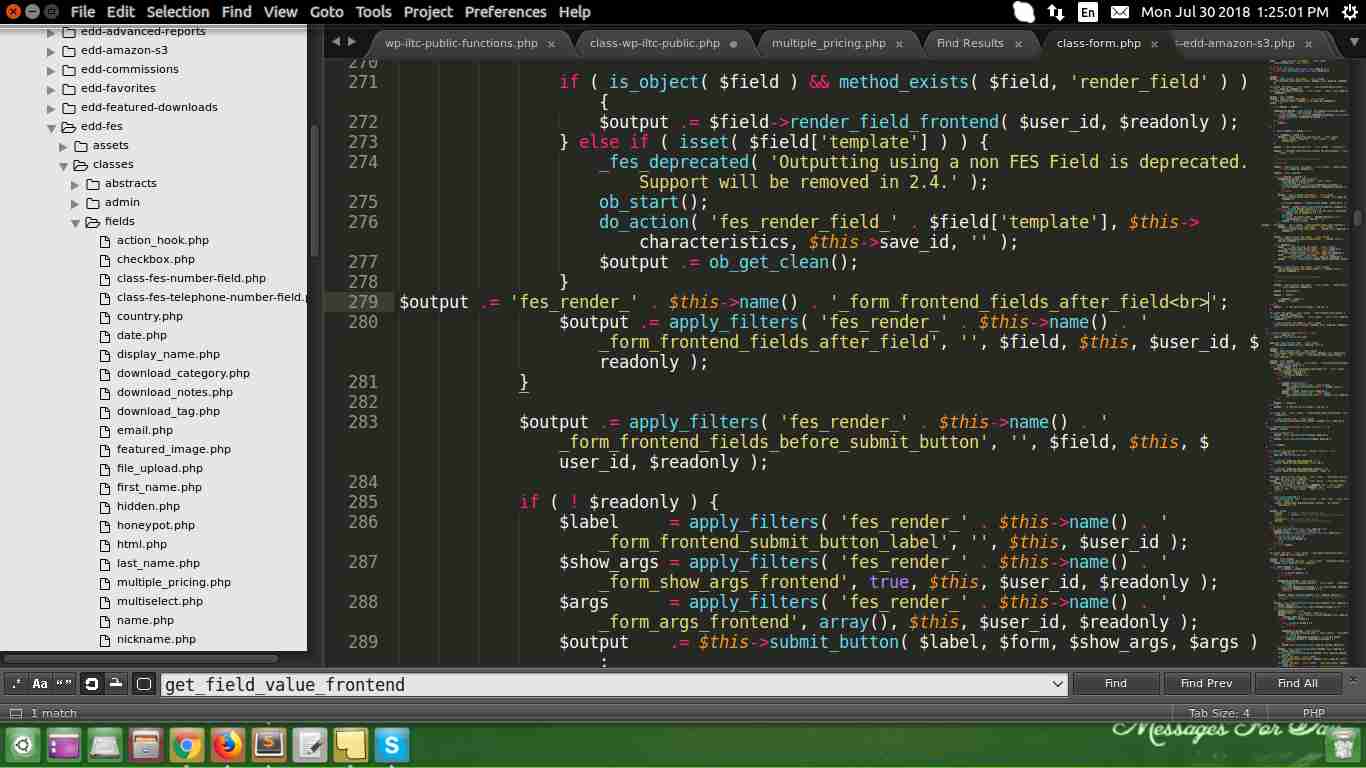 File Edit Selection Find View Goto Tools Project Preferences Help
En Mon Jul 30 2018 1:25:01 PM
edd-advanced-reports
edd-amazon-s3
edd-commissions
edd-favorites
edd-featured-downloads
edd-fes
assets
classes
abstracts
admin
fields
action_hook.php
checkbox.php
class-fes-number-field.php
class-fes-telephone-number-field.p
country.php
date.php
display_name.php
download_category.php
download_notes.php
download_tag.php
email.php
featured_image.php
file_upload.php
first_name.php
hidden.php
honeypot.php
html.php
last_name.php
multiple_pricing.php
multiselect.php
name.php
nickname.php
wp-iltc-public-functions.php × class-wp-iltc-public.php multiple_pricing.php × Find Results × class-form.php × s-edd-amazon-s3.php ×
270
271 if ( is_object( $field ) && method_exists( $field, 'render_field' ) )
{
272 $output .= $field->render_field_frontend( $user_id, $readonly );
273 } else if ( isset( $field['template'] ) ) {
274 _fes_deprecated( 'Outputting using a non FES Field is deprecated.
Support will be removed in 2.4.' );
275 ob_start();
276 do_action( 'fes_render_field_' . $field['template'], $this->
characteristics, $this->save_id, '' );
277 $output .= ob_get_clean();
278 }
279 $output .= 'fes_render_' . $this->name() . '_form_frontend_fields_after_field<br>';
280 $output .= apply_filters( 'fes_render_' . $this->name() . '
_form_frontend_fields_after_field', '', $field, $this, $user_id, $
readonly );
281 }
282
283 $output .= apply_filters( 'fes_render_' . $this->name() . '
_form_frontend_fields_before_submit_button', '', $field, $this, $
user_id, $readonly );
284
285 if ( ! $readonly ) {
286 $label = apply_filters( 'fes_render_' . $this->name() . '
_form_frontend_submit_button_label', '', $this, $user_id );
287 $show_args = apply_filters( 'fes_render_' . $this->name() . '
_form_show_args_frontend', true, $this, $user_id, $readonly );
288 $args = apply_filters( 'fes_render_' . $this->name() . '
_form_args_frontend', array(), $this, $user_id, $readonly );
289 $output .= $this->submit_button( $label, $form, $show_args, $args )
;
.* Aa “” get_field_value_frontend Find Find Prev Find All
1 match Tab Size: 4 PHP
Messages For Day